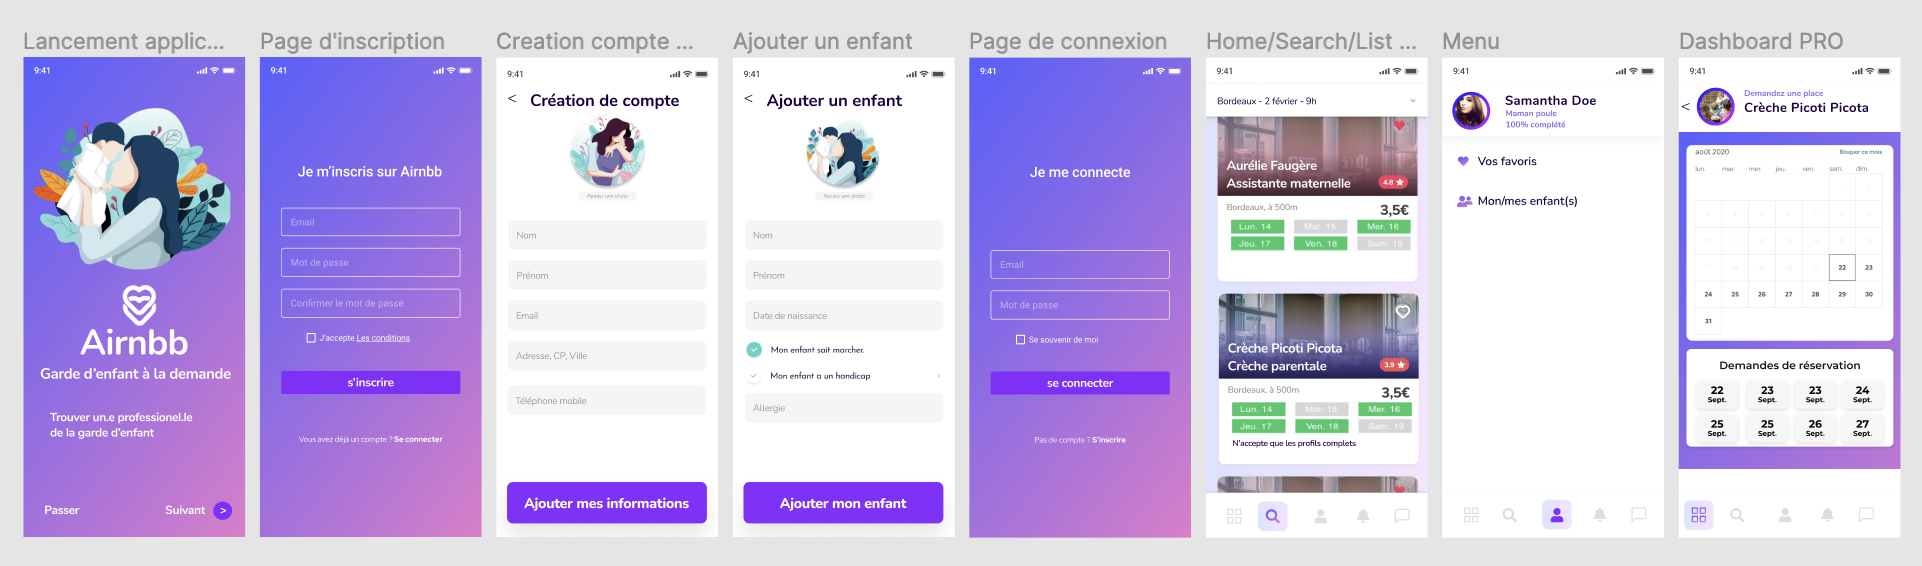 Lancement applic...
9:41
Airnbb
Garde d'enfant à la demande
Trouver un.e professionel.le
de la garde d'enfant
Passer
Suivant >
Page d'inscription
9:41
Je m'inscris sur Airnbb
Email
Mot de passe
Confirmer le mot de passe
J'accepte Les conditions
s'inscrire
Vous avez déjà un compte ? Se connecter
Creation compte ...
9:41
< Création de compte
Ajouter une photo
Nom
Prénom
Email
Adresse, CP, Ville
Téléphone mobile
Ajouter mes informations
Ajouter un enfant
9:41
< Ajouter un enfant
Ajouter une photo
Nom
Prénom
Date de naissance
Mon enfant sait marcher.
Mon enfant a un handicap >
Allergie
Ajouter mon enfant
Page de connexion
9:41
Je me connecte
Email
Mot de passe
Se souvenir de moi
se connecter
Pas de compte ? S'inscrire
Home/Search/List ...
9:41
Bordeaux - 2 février - 9h
Aurélie Faugère
Assistante maternelle 4.8
Bordeaux, à 500m 3,5€
Lun. 14 Mar. 15 Mer. 16
Jeu. 17 Ven. 18 Sam. 19
Crèche Picoti Picota
Crèche parentale 3.9
Bordeaux, à 500m 3,5€
Lun. 14 Mar. 15 Mer. 16
Jeu. 17 Ven. 18 Sam. 19
N'accepte que les profils complets
Menu
9:41
Samantha Doe
Maman poule
100% complété
Vos favoris
Mon/mes enfant(s)
Dashboard PRO
9:41
Demandez une place
< Crèche Picoti Picota
août 2020 Bloquer ce mois
lun. mar. mer. jeu. ven. sam. dim.
22 23
24 25 26 27 28 29 30
31
Demandes de réservation
22 23 23 24
Sept. Sept. Sept. Sept.
25 25 26 27
Sept. Sept. Sept. Sept.